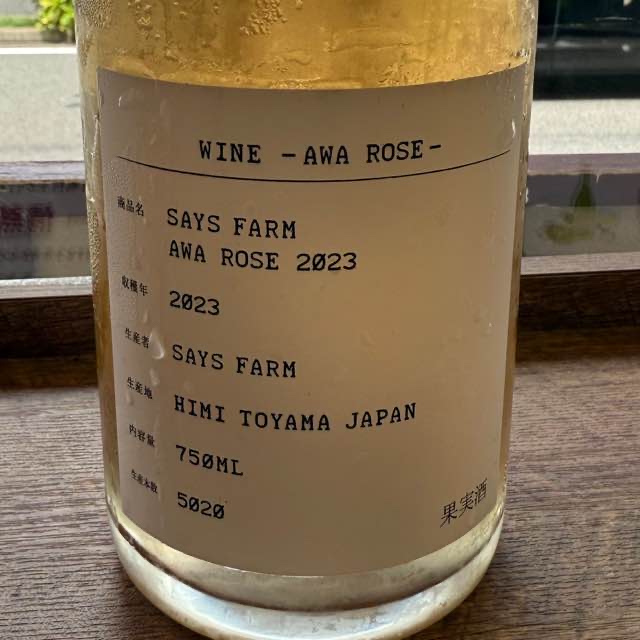 WINE -AWA ROSE-
商品名 SAYS FARM
AWA ROSE 2023
収穫年 2023
生産者 SAYS FARM
生産地 HIMI TOYAMA JAPAN
内容量 750ML
生産本数 5020
果実酒